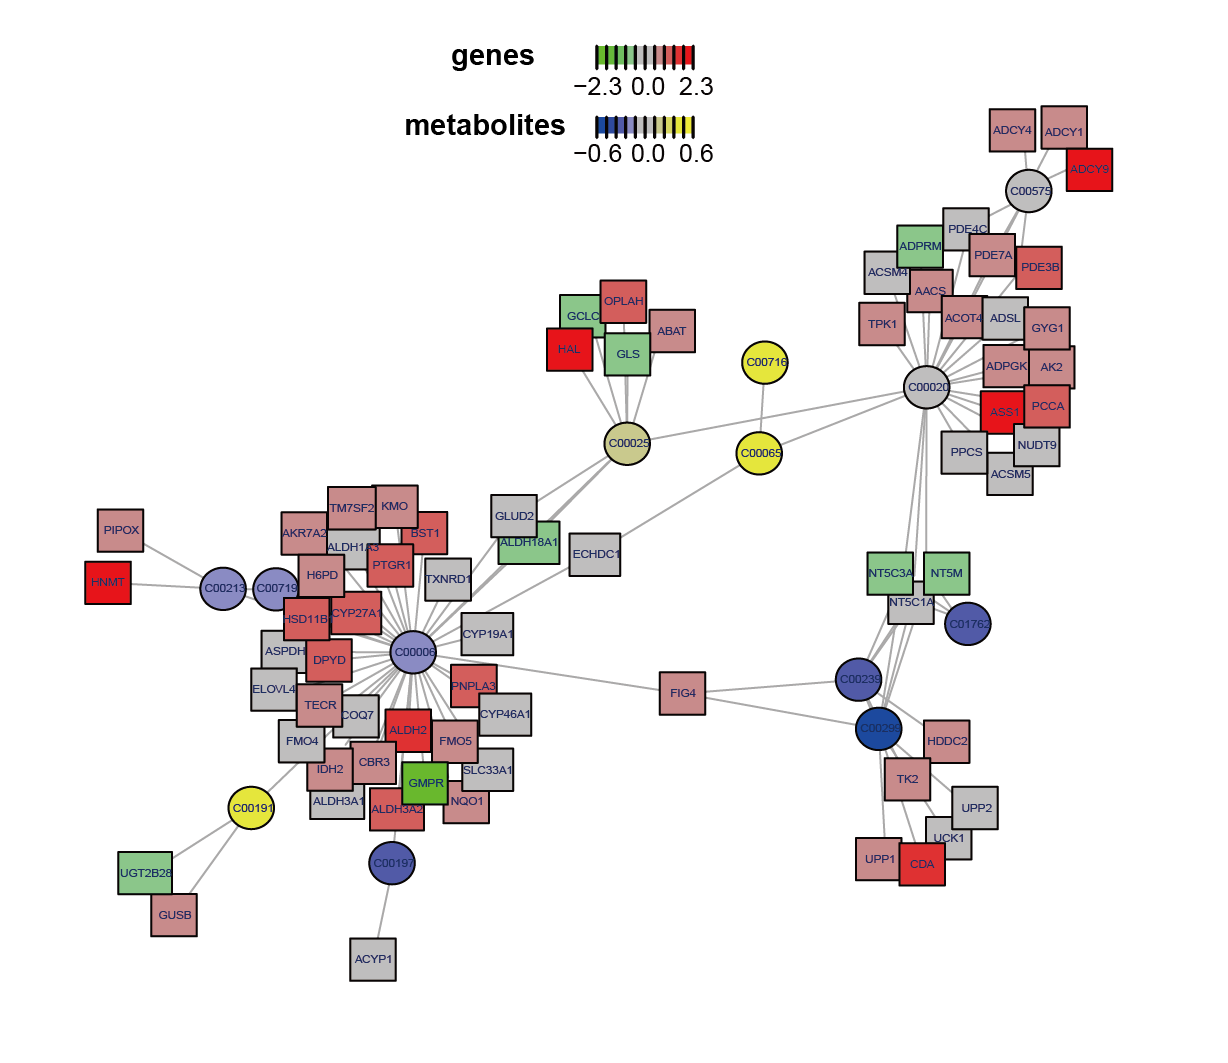 genes
−2.3 0.0 2.3
metabolites
−0.6 0.0 0.6
ADCY4
ADCY1
ADCY9
C00575
PDE4C
ADPRM
PDE7A
PDE3B
ACSM4
AACS
TPK1
ACOT4
ADSL
GYG1
ADPGK
AK2
C00020
ASS1
PCCA
PPCS
NUDT9
ACSM5
GCLC
OPLAH
ABAT
HAL
GLS
C00716
C00025
C00065
GLUD2
ALDH18A1
ECHDC1
TM7SF2
KMO
PIPOX
AKR7A2
BST1
ALDH1A3
PTGR1
HNMT
C00213
C00719
H6PD
TXNRD1
HSD11B
CYP27A1
CYP19A1
ASPDH
DPYD
C00006
ELOVL4
TECR
PNPLA3
COQ7
CYP46A1
FMO4
ALDH2
FMO5
IDH2
CBR3
SLC33A1
GMPR
ALDH3A1
ALDH3A2
NQO1
C00191
UGT2B28
GUSB
C00197
ACYP1
FIG4
NT5C3A
NT5M
NT5C1A
C01762
C00239
C00299
HDDC2
TK2
UPP2
UCK1
UPP1
CDA